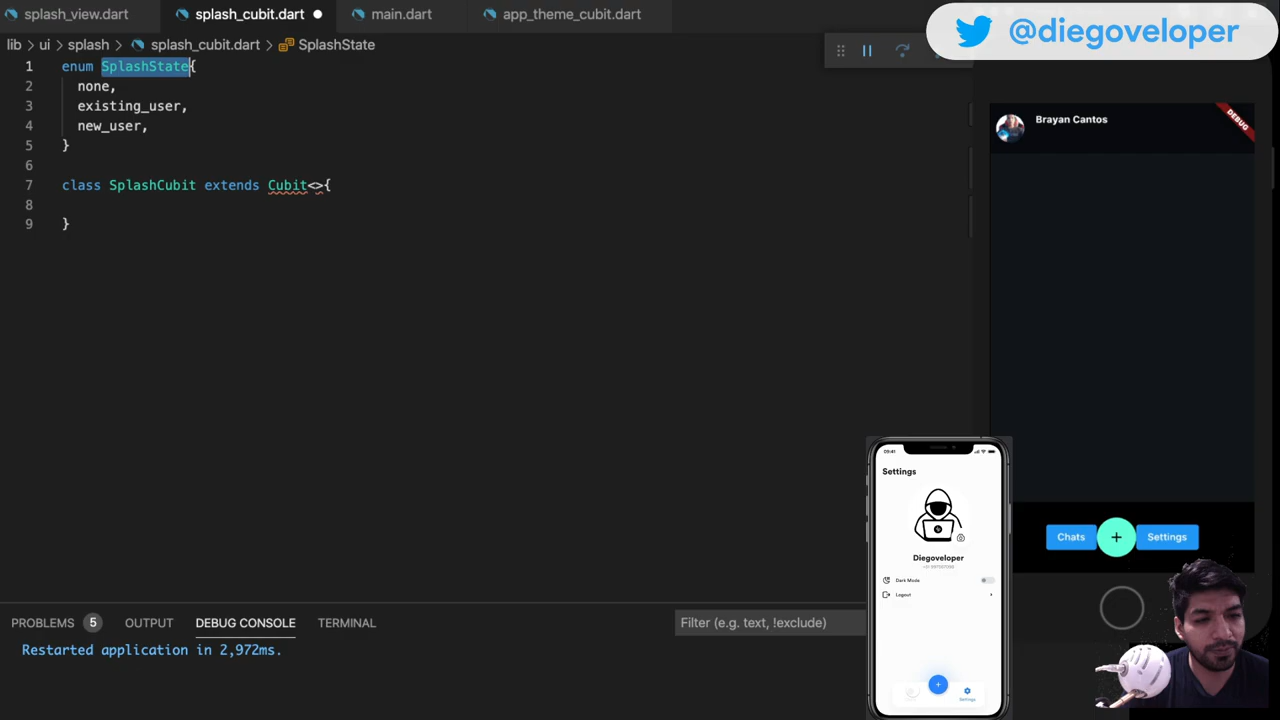 splash_view.dart
splash_cubit.dart
main.dart
app_theme_cubit.dart
@diegoveloper
lib > ui > splash > splash_cubit.dart > SplashState
1 enum SplashState{
2 none,
3 existing_user,
4 new_user,
5 }
6
7 class SplashCubit extends Cubit<>{
8
9 }
Brayan Cantos
DEBUG
Chats
+
Settings
09:41
Settings
Diegoveloper
Dark Mode
Logout
+
Settings
PROBLEMS 5 OUTPUT DEBUG CONSOLE TERMINAL
Filter (e.g. text, !exclude)
Restarted application in 2,972ms.